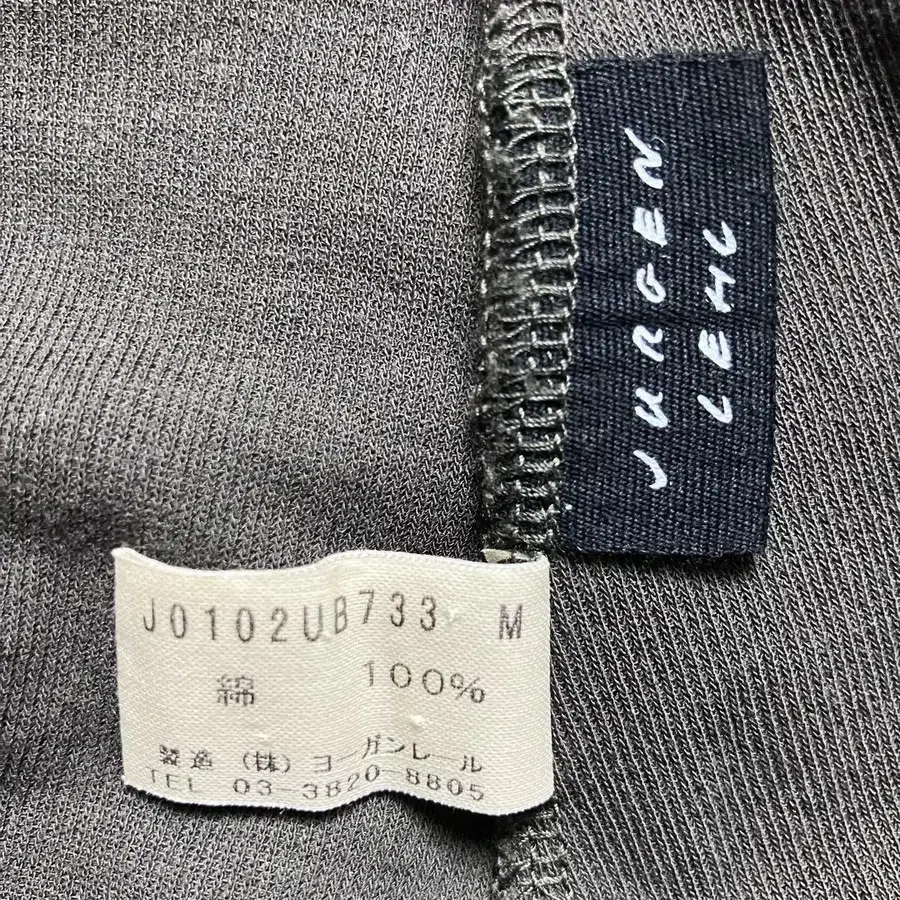 JURGEN
LEHL
J0102UB733 M
綿 100%
製造 (株) ヨーガンレール
TEL 03-3820-8805